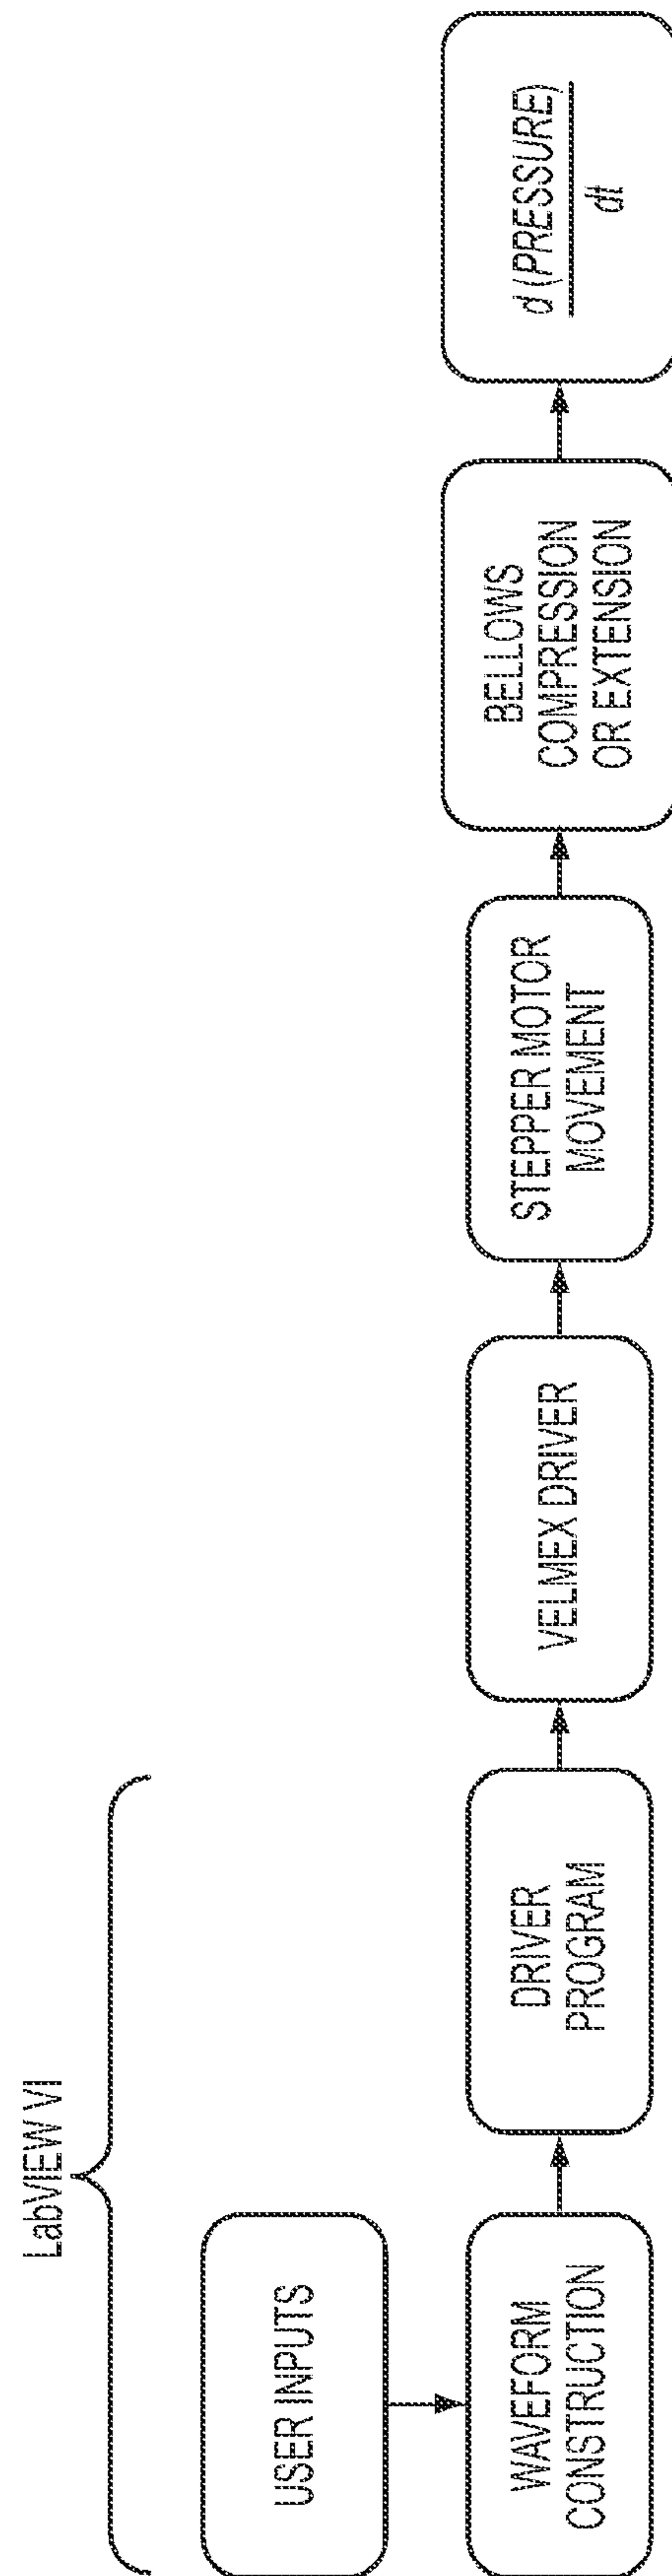 LabVIEW VI
USER INPUTS
WAVEFORM
CONSTRUCTION
DRIVER
PROGRAM
VELMEX DRIVER
STEPPER MOTOR
MOVEMENT
BELLOWS
COMPRESSION
OR EXTENSION
d (PRESSURE)
dt